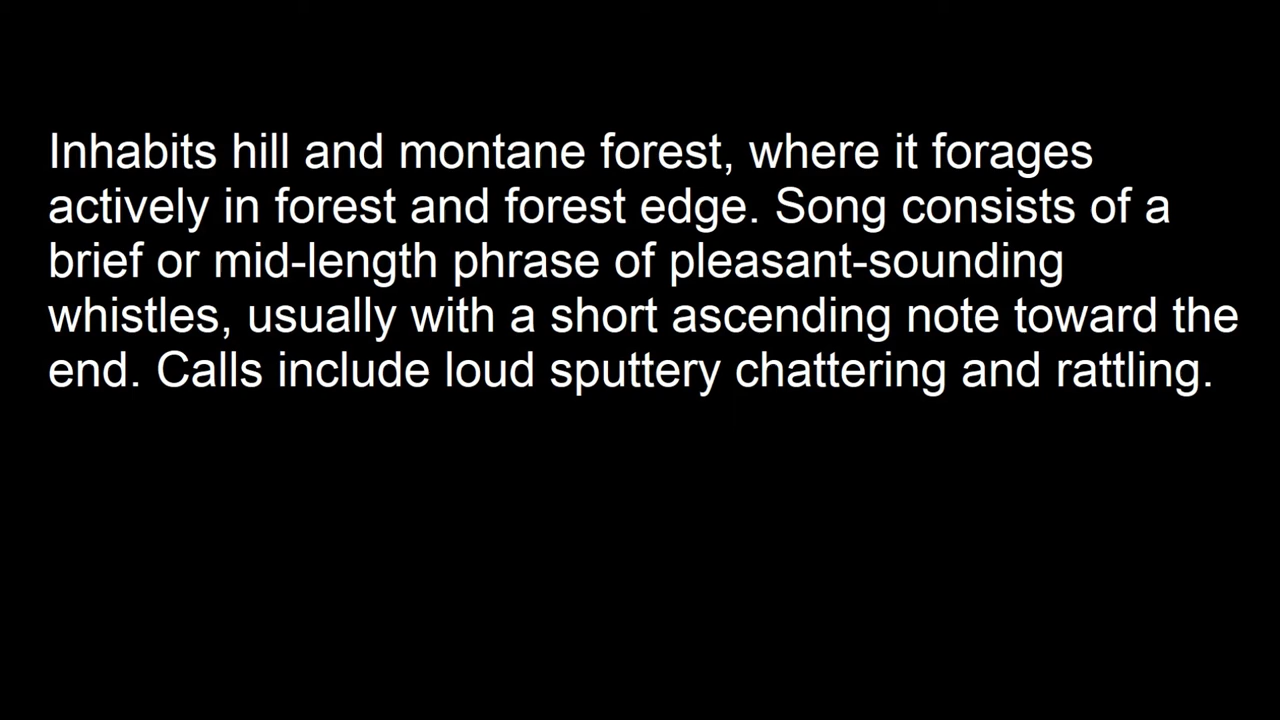 Inhabits hill and montane forest, where it forages
actively in forest and forest edge. Song consists of a
brief or mid-length phrase of pleasant-sounding
whistles, usually with a short ascending note toward the
end. Calls include loud sputtery chattering and rattling.